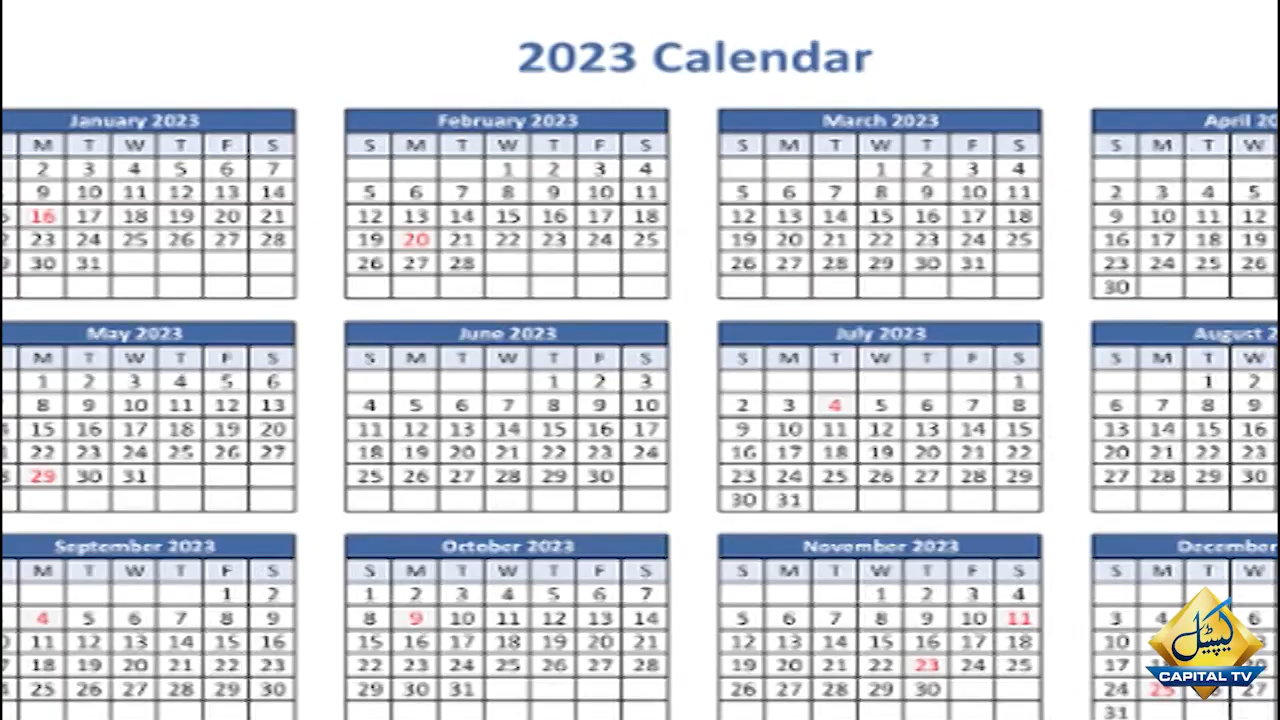 2023 Calendar
January 2023
M T W T F S
2 3 4 5 6 7
9 10 11 12 13 14
16 17 18 19 20 21
23 24 25 26 27 28
30 31
February 2023
S M T W T F S
1 2 3 4
5 6 7 8 9 10 11
12 13 14 15 16 17 18
19 20 21 22 23 24 25
26 27 28
March 2023
S M T W T F S
1 2 3 4
5 6 7 8 9 10 11
12 13 14 15 16 17 18
19 20 21 22 23 24 25
26 27 28 29 30 31
April 20
S M T W
2 3 4 5
9 10 11 12
16 17 18 19
23 24 25 26
30
May 2023
M T W T F S
1 2 3 4 5 6
8 9 10 11 12 13
15 16 17 18 19 20
22 23 24 25 26 27
29 30 31
June 2023
S M T W T F S
1 2 3
4 5 6 7 8 9 10
11 12 13 14 15 16 17
18 19 20 21 22 23 24
25 26 27 28 29 30
July 2023
S M T W T F S
1
2 3 4 5 6 7 8
9 10 11 12 13 14 15
16 17 18 19 20 21 22
23 24 25 26 27 28 29
30 31
August 2
S M T W
1 2
6 7 8 9
13 14 15 16
20 21 22 23
27 28 29 30
September 2023
M T W T F S
1 2
4 5 6 7 8 9
11 12 13 14 15 16
18 19 20 21 22 23
25 26 27 28 29 30
October 2023
S M T W T F S
1 2 3 4 5 6 7
8 9 10 11 12 13 14
15 16 17 18 19 20 21
22 23 24 25 26 27 28
29 30 31
November 2023
S M T W T F S
1 2 3 4
5 6 7 8 9 10 11
12 13 14 15 16 17 18
19 20 21 22 23 24 25
26 27 28 29 30
December
S M T W
3 4 6
10
17
24 25 27
31
کیپیٹل
CAPITAL TV